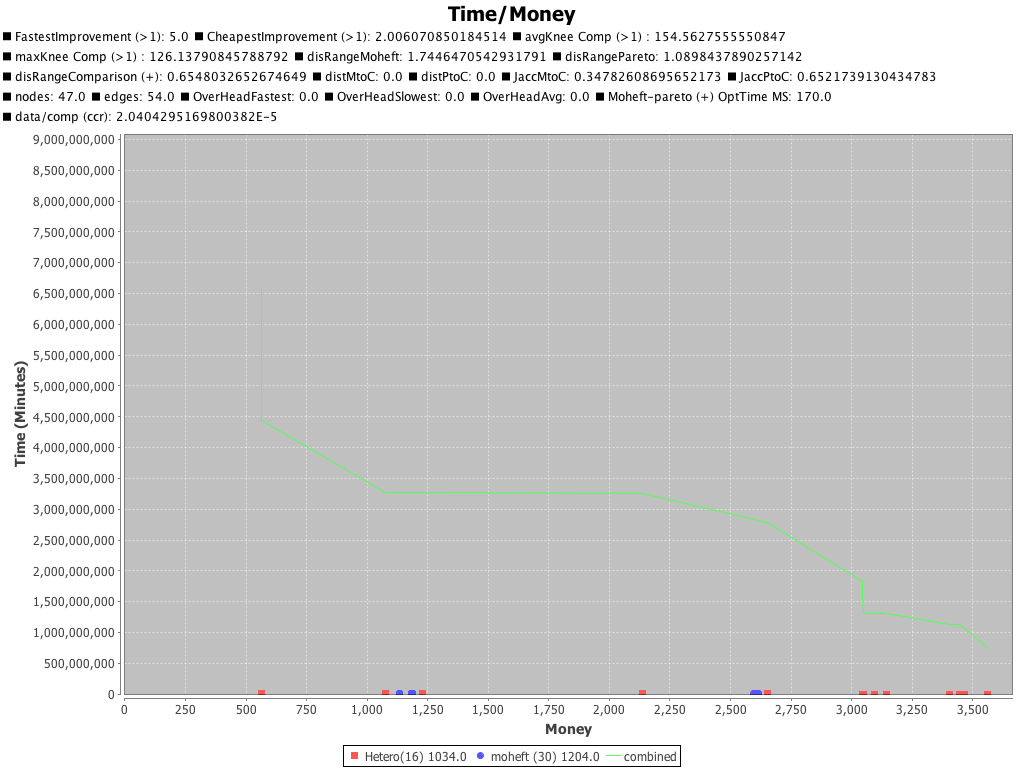 Time/Money
FastestImprovement (>1): 5.0 CheapestImprovement (>1): 2.006070850184514 avgKnee Comp (>1) : 154.5627555550847
maxKnee Comp (>1) : 126.13790845788792 disRangeMoheft: 1.7446470542931791 disRangePareto: 1.0898437890257142
disRangeComparison (+): 0.6548032652674649 distMtoC: 0.0 distPtoC: 0.0 JaccMtoC: 0.34782608695652173 JaccPtoC: 0.6521739130434783
nodes: 47.0 edges: 54.0 OverHeadFastest: 0.0 OverHeadSlowest: 0.0 OverHeadAvg: 0.0 Moheft-pareto (+) OptTime MS: 170.0
data/comp (ccr): 2.0404295169800382E-5
9,000,000,000
8,500,000,000
8,000,000,000
7,500,000,000
7,000,000,000
6,500,000,000
6,000,000,000
5,500,000,000
5,000,000,000
4,500,000,000
4,000,000,000
3,500,000,000
3,000,000,000
2,500,000,000
2,000,000,000
1,500,000,000
1,000,000,000
500,000,000
0
Time (Minutes)
0 250 500 750 1,000 1,250 1,500 1,750 2,000 2,250 2,500 2,750 3,000 3,250 3,500
Money
Hetero(16) 1034.0 moheft (30) 1204.0 combined